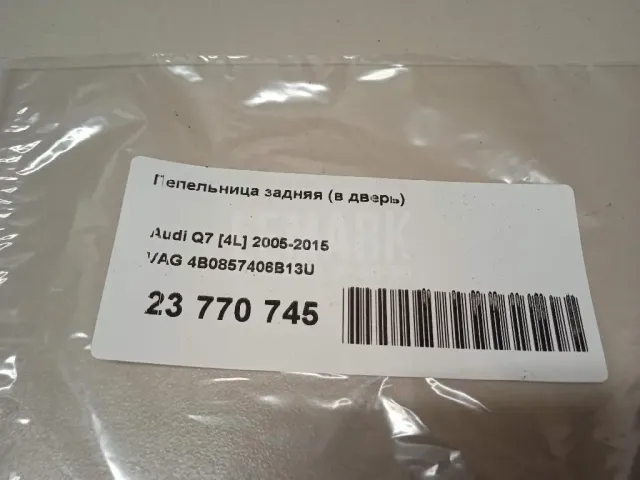 Пепельница задняя (в дверь)
Audi Q7 [4L] 2005-2015
VAG 4B0857406B13U
23 770 745